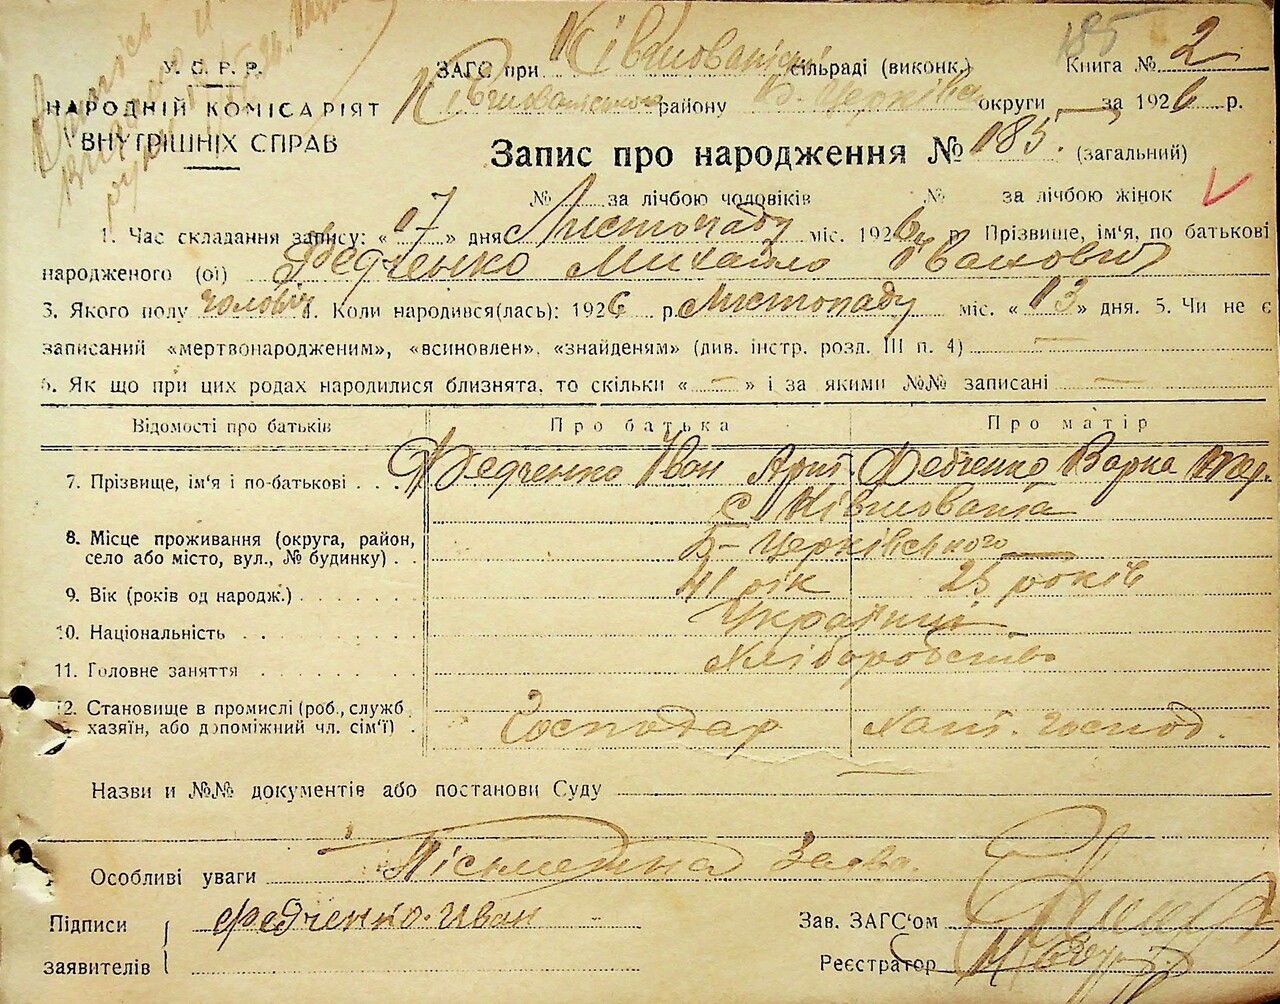 185
У. С. Р. Р.
НАРОДНІЙ КОМІСАРІЯТ
ВНУТРІШНІХ СПРАВ
ЗАГС при Ківшоватській сільраді (виконк.) Книга № 2
Ківшоватського району Б. Церківськ округи — за 1926 р.
Запис про народження № 185. (загальний)
№ за лічбою чоловіків № за лічбою жінок
1. Час складання запису: « 17 » дня Листопаду міс. 1926 р. Прізвище, ім'я, по батькові
народженого (ої) Федченко Михайло Іванович
3. Якого полу чоловіч. Коли народився(лась): 1926 р. Листопаду міс. « 13 » дня. 5. Чи не є
записаний «мертвонародженим», «всиновлен», «знайденям» (див. інстр. розд. III п. 4) —
6. Як що при цих родах народилися близнята, то скільки « — » і за якими №№ записані —
Відомості про батьків Про батька Про матір
7. Прізвище, ім'я і по-батькові Федченко Іван Федченко Варка
с. Ківшовата
8. Місце проживання (округа, район,
село або місто, вул., № будинку) Б-Церківського
9. Вік (років од народж.) 41 рік 25 років
10. Національність Українці
11. Головне заняття Хліборобство
12. Становище в промислі (роб., служб
хазяїн, або допоміжний чл. сім'ї) Господар Хат. господ.
Назви и №№ документів або постанови Суду
Особливі уваги Пісьменна Заява.
Підписи Федченко Иван
заявителів
Зав. ЗАГС'ом
Реєстратор